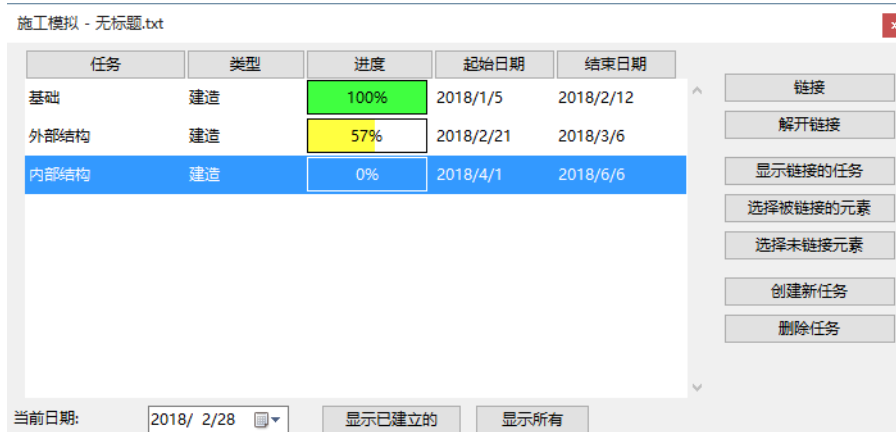 施工模拟 - 无标题.txt
任务 类型 进度 起始日期 结束日期
基础 建造 100% 2018/1/5 2018/2/12
外部结构 建造 57% 2018/2/21 2018/3/6
内部结构 建造 0% 2018/4/1 2018/6/6
链接
解开链接
显示链接的任务
选择被链接的元素
选择未链接元素
创建新任务
删除任务
当前日期: 2018/ 2/28 显示已建立的 显示所有